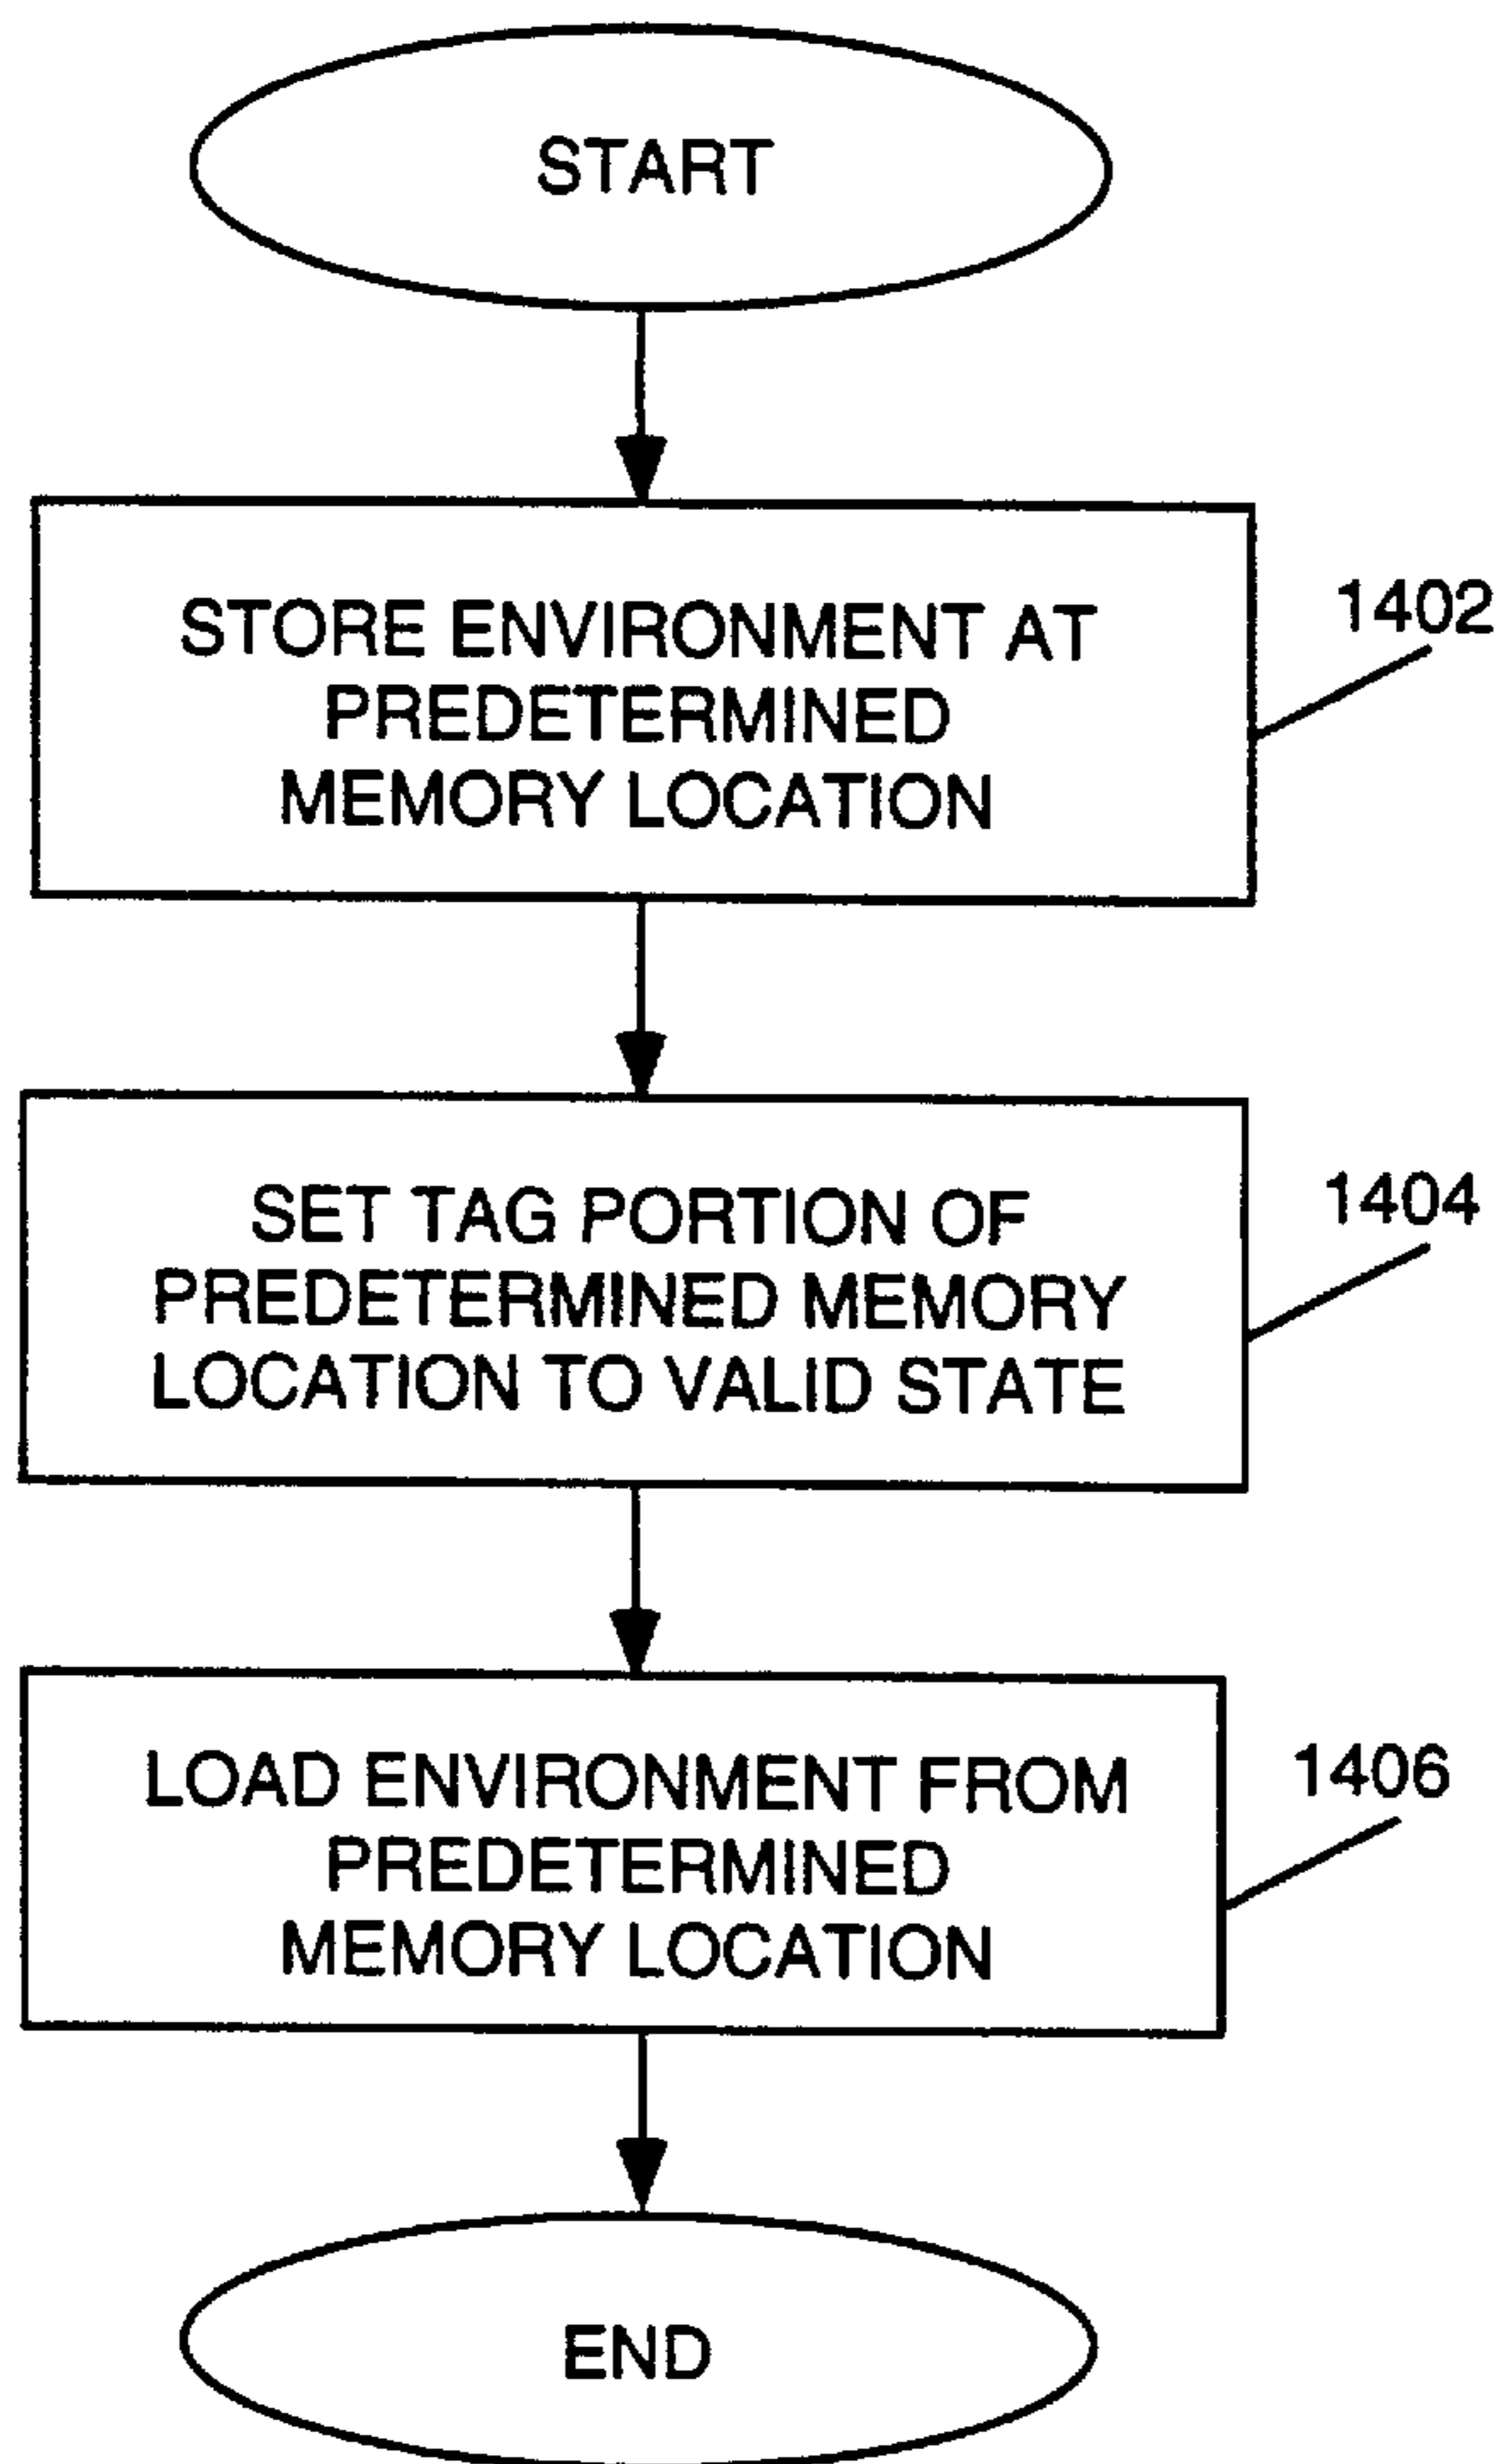 START
STORE ENVIRONMENT AT
PREDETERMINED
MEMORY LOCATION
1402
SET TAG PORTION OF
PREDETERMINED MEMORY
LOCATION TO VALID STATE
1404
LOAD ENVIRONMENT FROM
PREDETERMINED
MEMORY LOCATION
1406
END